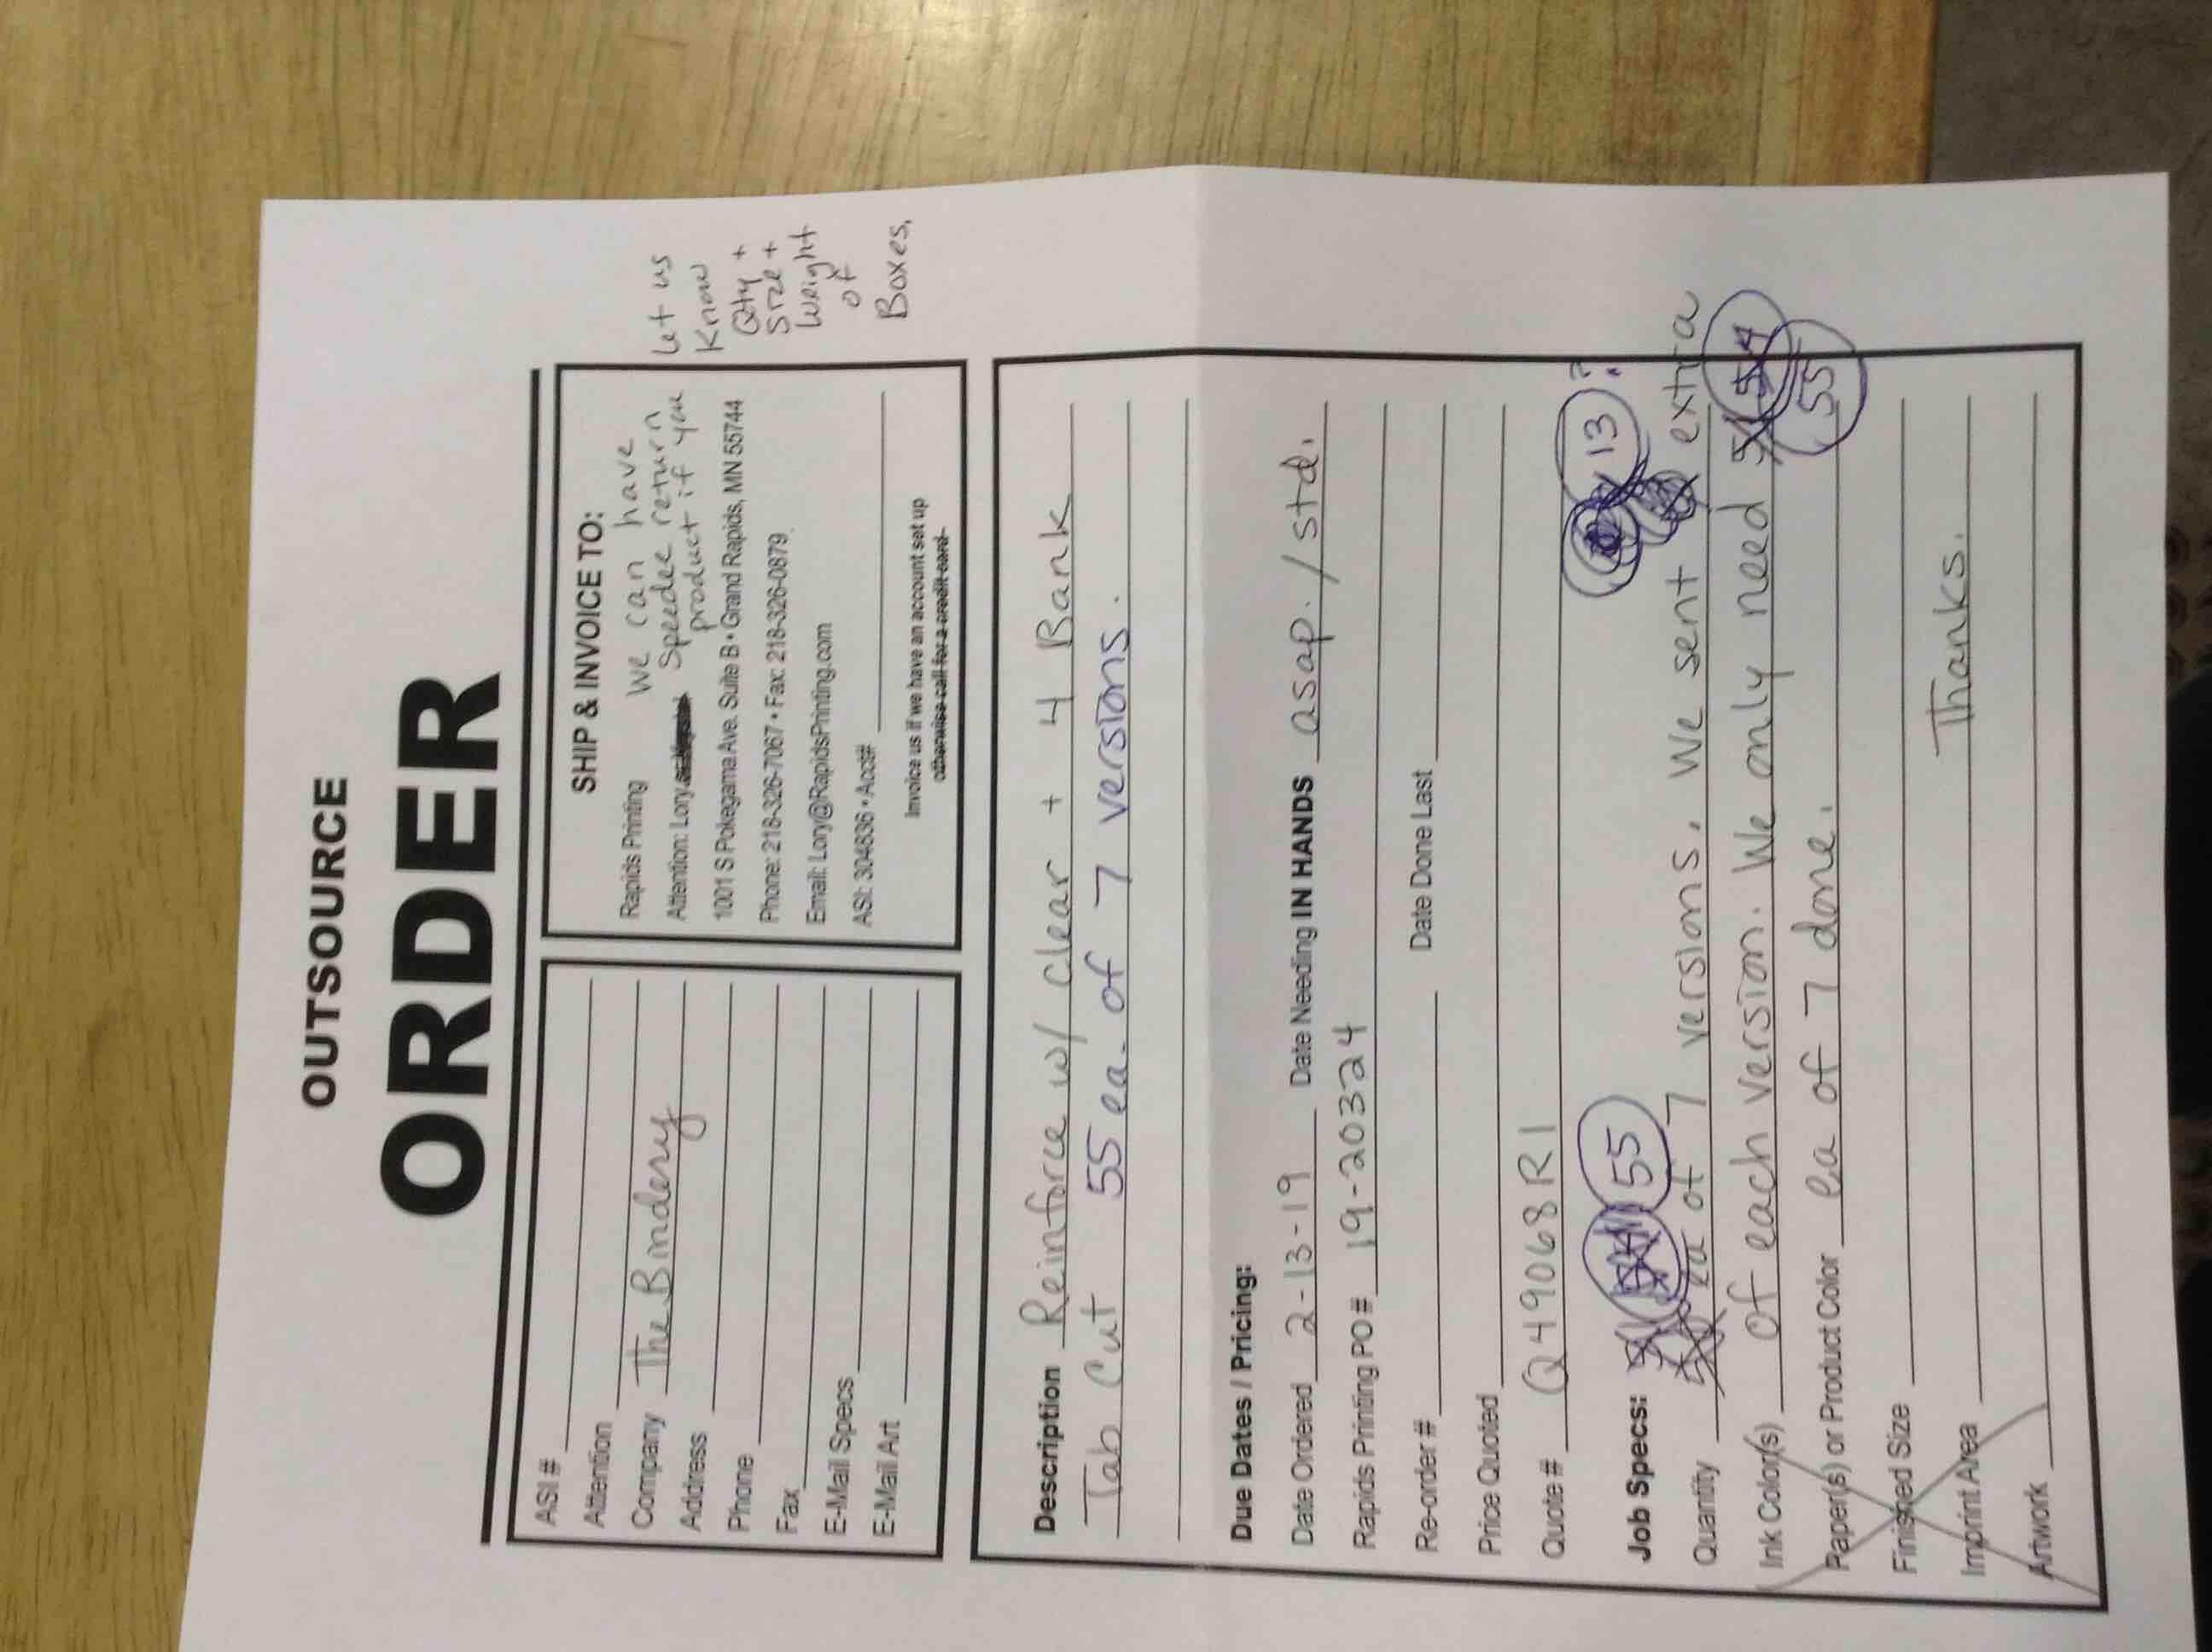 OUTSOURCE
ORDER
ASI #
Attention
Company The Bindery
Address
Phone
Fax
E-Mail Specs
E-Mail Art
SHIP & INVOICE TO:
Rapids Printing We can have
Attention: Lory Speedee return
product if you
1001 S Pokegama Ave. Suite B • Grand Rapids, MN 55744
Phone: 218-326-7067 • Fax: 218-326-0879
Email: Lory@RapidsPrinting.com
ASI: 304636 • Acct#
Invoice us if we have an account set up
otherwise call for a credit card.
Let us
Know
Qty +
Size +
Weight
of
Boxes.
Description Reinforce w/ clear + 4 Bank
Tab Cut 55 ea. of 7 versions.
Due Dates / Pricing:
Date Ordered 2-13-19 Date Needing IN HANDS asap. / std.
Rapids Printing PO # 19-20324
Re-order # Date Done Last
Price Quoted
Quote # Q49068R1
Job Specs: 55 13 ?
Quantity ea of 7 versions. We sent extra
Ink Color(s) of each version. We only need 54
55
Paper(s) or Product Color ea of 7 done.
Finished Size
Imprint Area Thanks.
Artwork